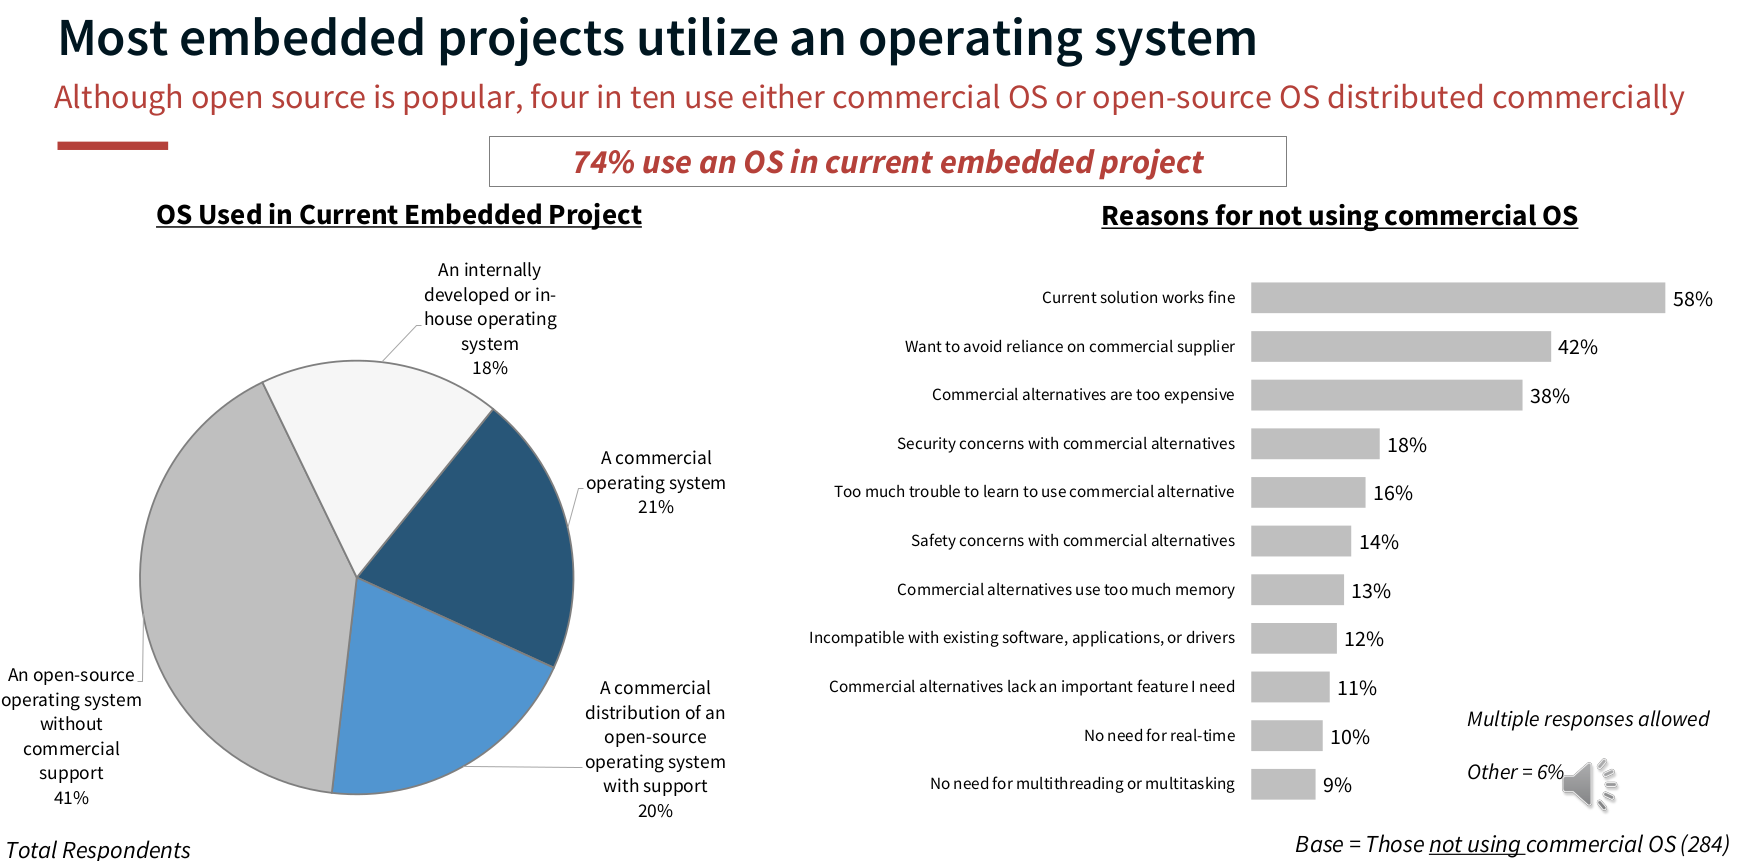 Most embedded projects utilize an operating system
Although open source is popular, four in ten use either commercial OS or open-source OS distributed commercially
74% use an OS in current embedded project
OS Used in Current Embedded Project
An internally
developed or in-
house operating
system
18%
A commercial
operating system
21%
A commercial
distribution of an
open-source
operating system
with support
20%
An open-source
operating system
without
commercial
support
41%
Total Respondents
Reasons for not using commercial OS
Current solution works fine 58%
Want to avoid reliance on commercial supplier 42%
Commercial alternatives are too expensive 38%
Security concerns with commercial alternatives 18%
Too much trouble to learn to use commercial alternative 16%
Safety concerns with commercial alternatives 14%
Commercial alternatives use too much memory 13%
Incompatible with existing software, applications, or drivers 12%
Commercial alternatives lack an important feature I need 11%
No need for real-time 10%
No need for multithreading or multitasking 9%
Multiple responses allowed
Other = 6%
Base = Those not using commercial OS (284)